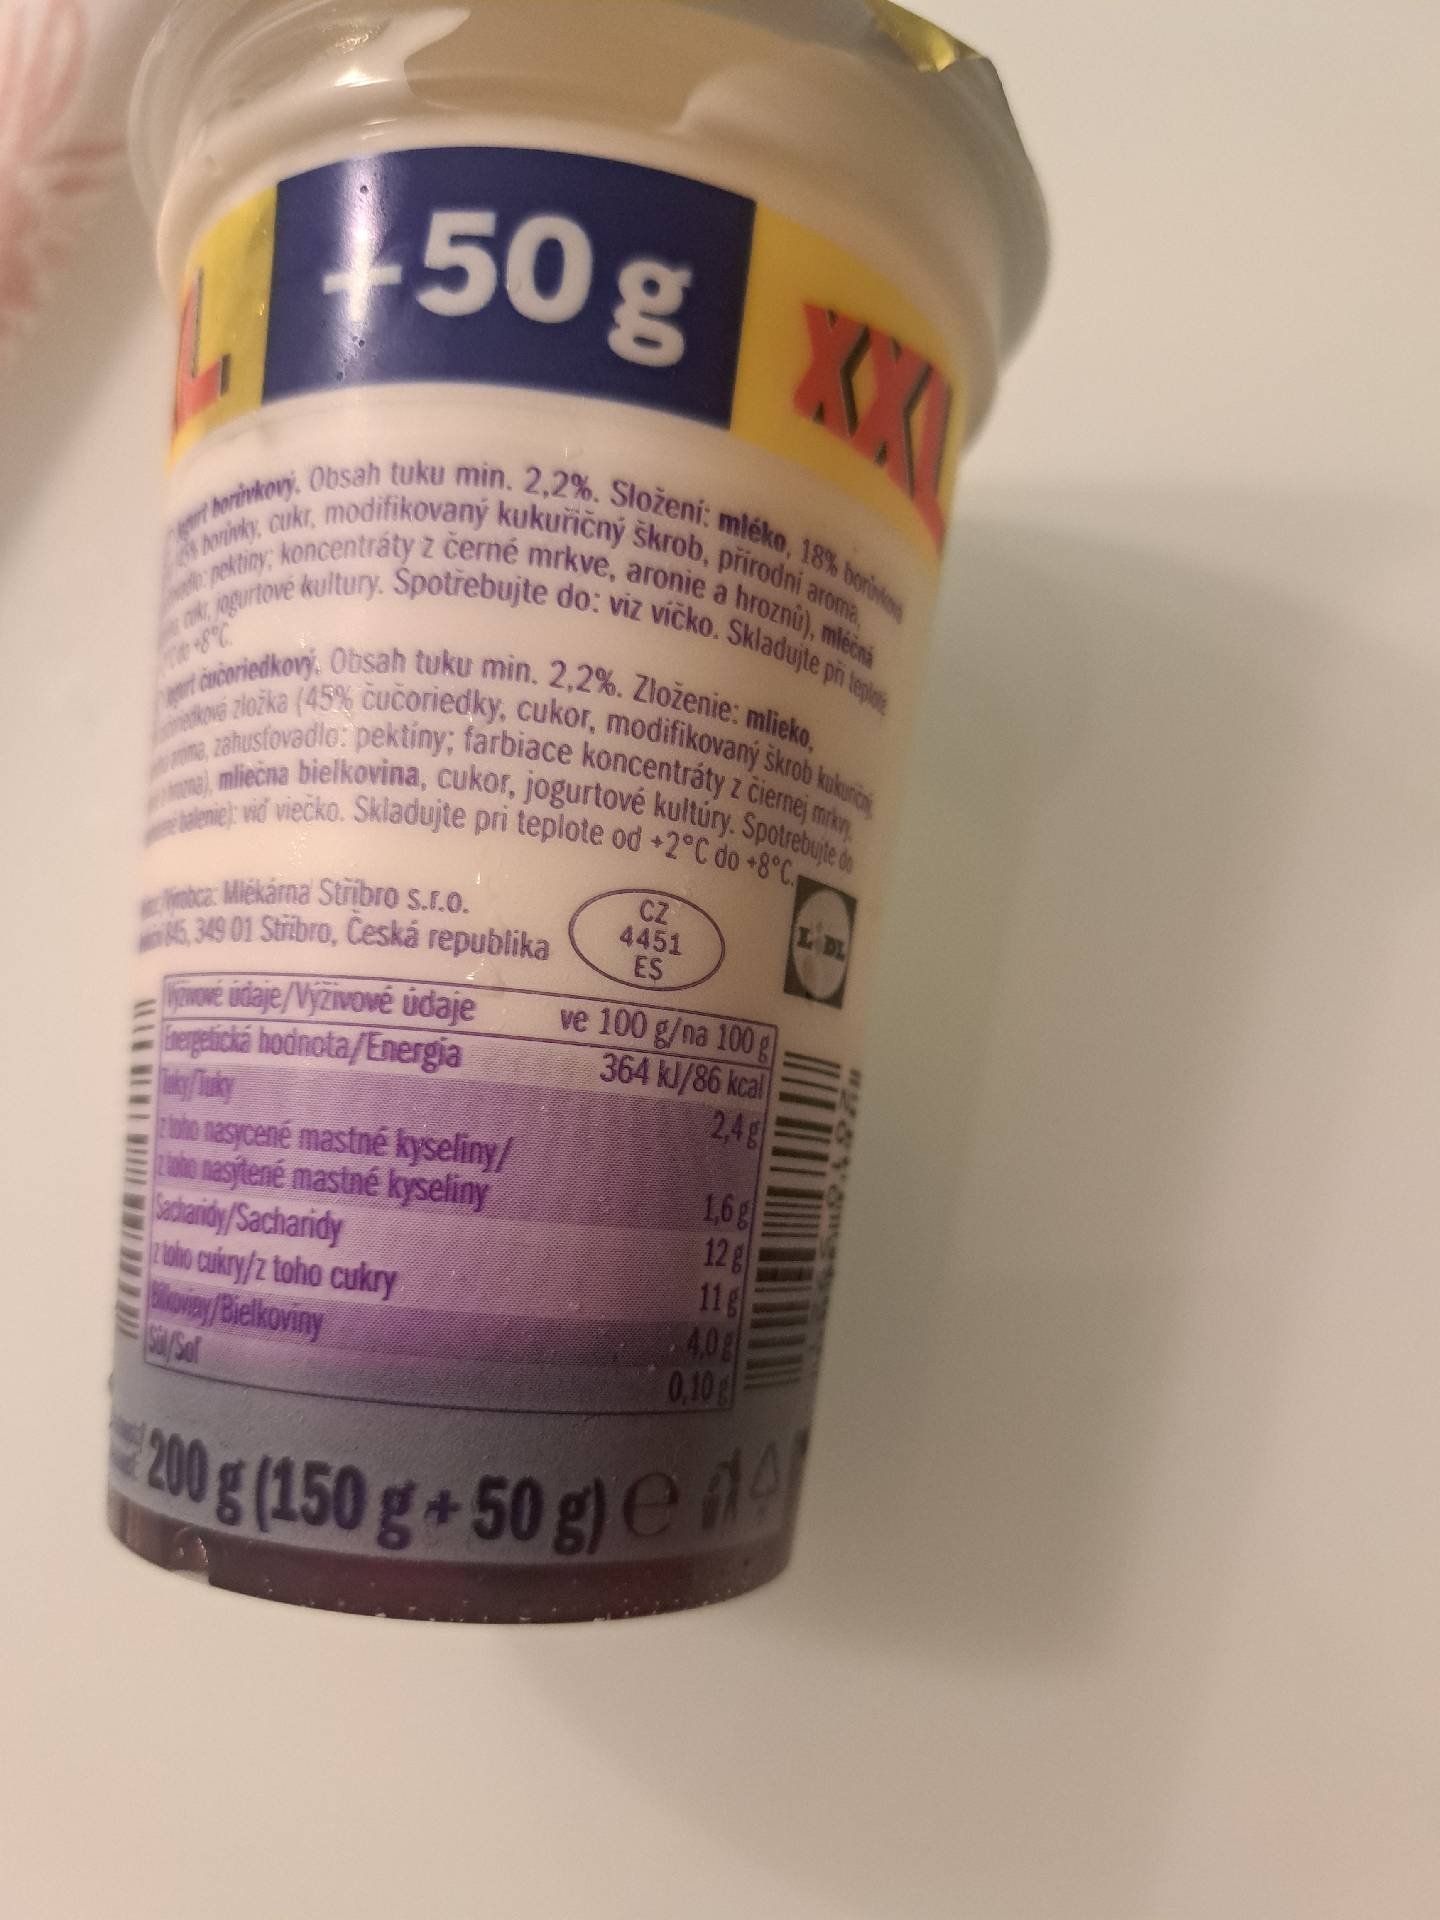 L +50 g XXL
borůvkový. Obsah tuku min. 2,2%. Složení: mléko, 18% borůvková
borůvky, cukr, modifikovaný kukuřičný škrob, přírodní aroma,
pektiny; koncentráty z černé mrkve, aronie a hroznů), mléčná
cukr, jogurtové kultury. Spotřebujte do: viz víčko. Skladujte při teplotě
do +8°C.
čučoriedkový. Obsah tuku min. 2,2%. Zloženie: mlieko,
zložka (45% čučoriedky, cukor, modifikovaný škrob kukuričný,
aróma, zahusťovadlo: pektíny; farbiace koncentráty z čiernej mrkvy,
mliečna bielkovina, cukor, jogurtové kultúry. Spotrebujte do
balenie): viď viečko. Skladujte pri teplote od +2°C do +8°C.
Výrobca: Mlékárna Stříbro s.r.o.
845, 349 01 Stříbro, Česká republika
CZ
4451
ES
LIDL
Výživové údaje/Výživové údaje ve 100 g/na 100 g
Energetická hodnota/Energia 364 kJ/86 kcal
Tuky/Tuky 2,4 g
z toho nasycené mastné kyseliny/
z toho nasýtené mastné kyseliny 1,6 g
Sacharidy/Sacharidy 12 g
z toho cukry/z toho cukry 11 g
Bílkoviny/Bielkoviny 4,0 g
Sůl/Soľ 0,10 g
200 g (150 g + 50 g) e